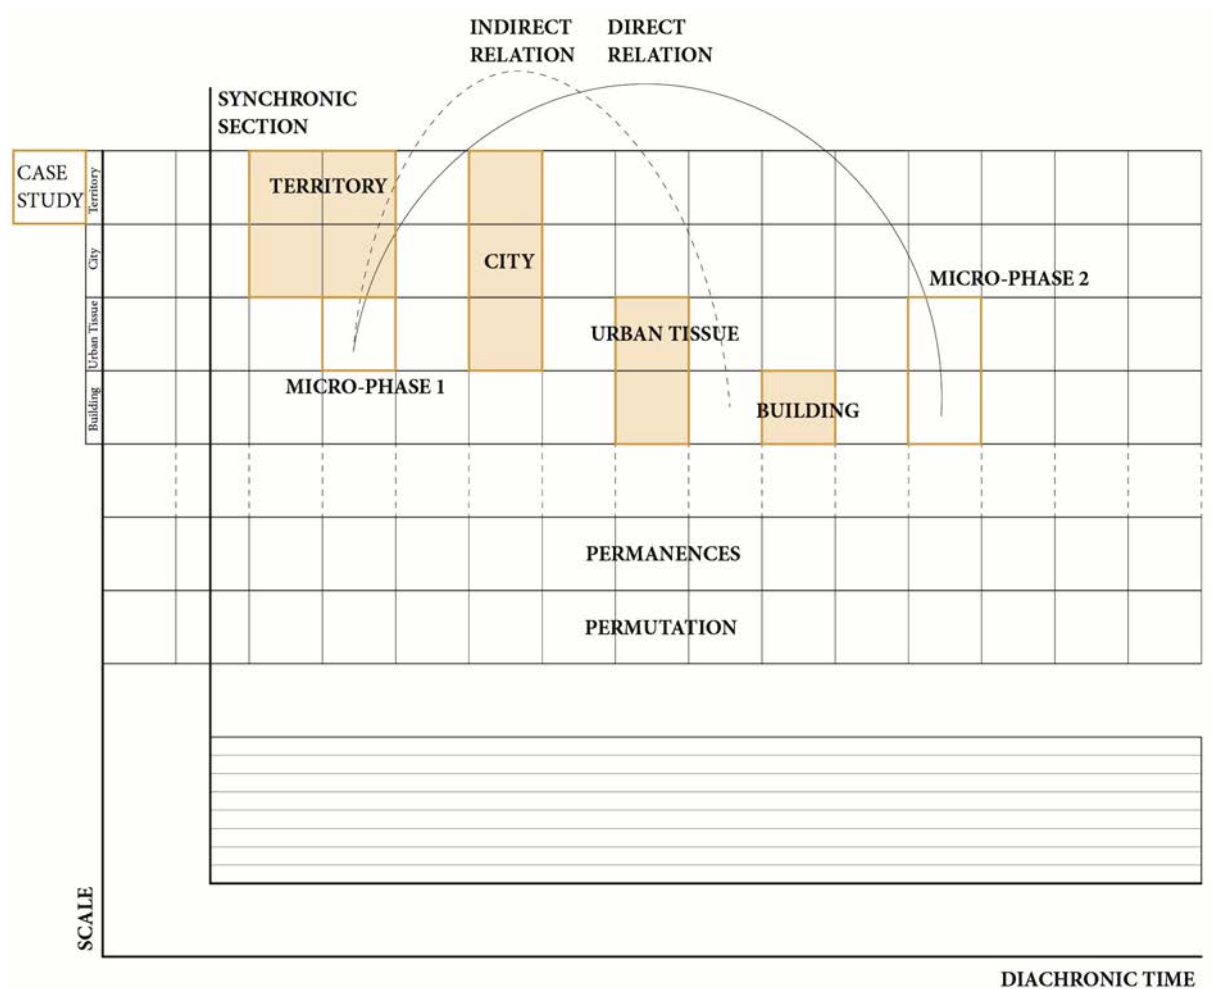 INDIRECT
RELATION
DIRECT
RELATION
SYNCHRONIC
SECTION
CASE
STUDY
Territory
TERRITORY
City
CITY
MICRO-PHASE 2
Urban Tissue
URBAN TISSUE
MICRO-PHASE 1
Building
BUILDING
PERMANENCES
PERMUTATION
SCALE
DIACHRONIC TIME